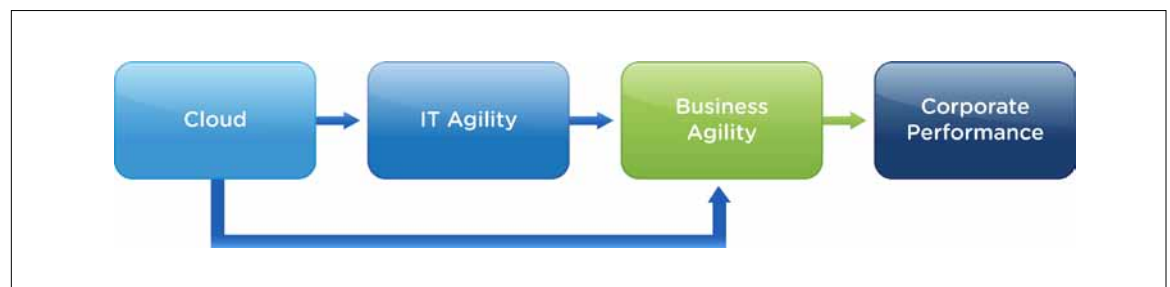 Cloud
IT Agility
Business
Agility
Corporate
Performance